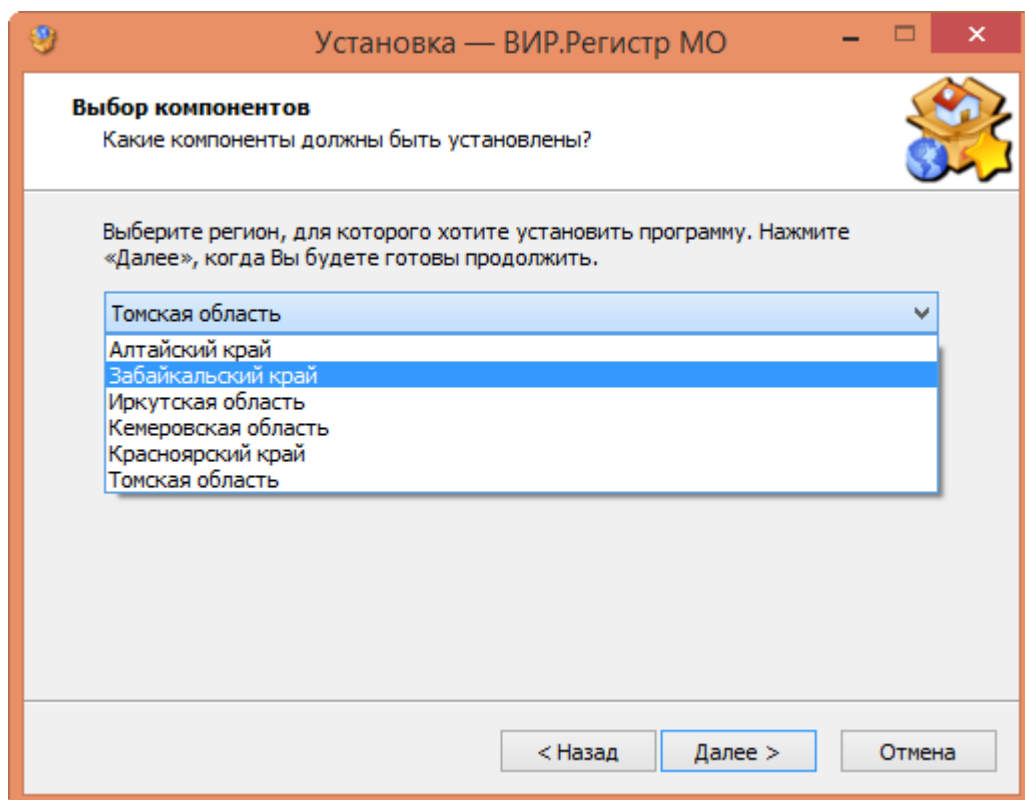 Установка — ВИР.Регистр МО
Выбор компонентов
Какие компоненты должны быть установлены?
Выберите регион, для которого хотите установить программу. Нажмите
«Далее», когда Вы будете готовы продолжить.
Томская область
Алтайский край
Забайкальский край
Иркутская область
Кемеровская область
Красноярский край
Томская область
< Назад
Далее >
Отмена